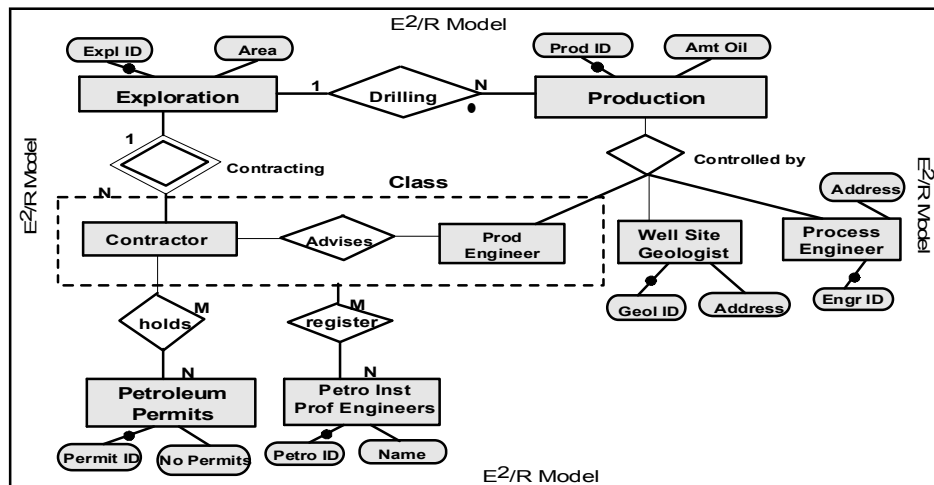 E2/R Model
Expl ID
Area
Prod ID
Amt Oil
Exploration
1
Drilling
N
Production
1
Contracting
Controlled by
E2/R Model
E2/R Model
N
Class
Address
Contractor
Advises
Prod
Engineer
Well Site
Geologist
Process
Engineer
Geol ID
Address
Engr ID
M
holds
M
register
N
N
Petroleum
Permits
Petro Inst
Prof Engineers
Permit ID
No Permits
Petro ID
Name
E2/R Model